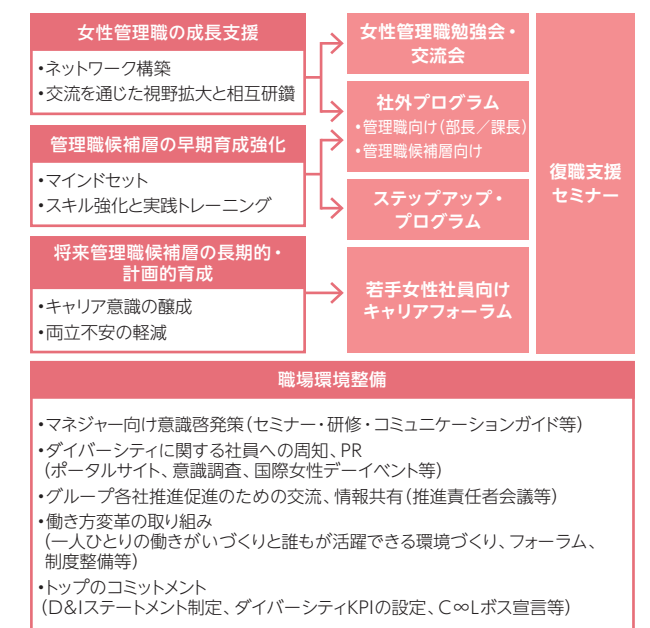 女性管理職の成長支援
・ネットワーク構築
・交流を通じた視野拡大と相互研鑽
管理職候補層の早期育成強化
・マインドセット
・スキル強化と実践トレーニング
将来管理職候補層の長期的・
計画的育成
・キャリア意識の醸成
・両立不安の軽減
女性管理職勉強会・
交流会
社外プログラム
・管理職向け（部長／課長）
・管理職候補層向け
ステップアップ・
プログラム
若手女性社員向け
キャリアフォーラム
復職支援
セミナー
職場環境整備
・マネジャー向け意識啓発策（セミナー・研修・コミュニケーションガイド等）
・ダイバーシティに関する社員への周知、PR
（ポータルサイト、意識調査、国際女性デーイベント等）
・グループ各社推進促進のための交流、情報共有（推進責任者会議等）
・働き方変革の取り組み
（一人ひとりの働きがいづくりと誰もが活躍できる環境づくり、フォーラム、
制度整備等）
・トップのコミットメント
（D&Iステートメント制定、ダイバーシティKPIの設定、C∞Lボス宣言等）